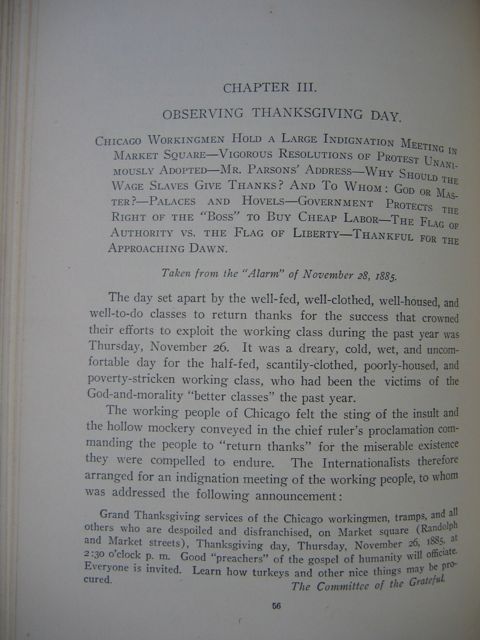 CHAPTER III.
OBSERVING THANKSGIVING DAY.
CHICAGO WORKINGMEN HOLD A LARGE INDIGNATION MEETING IN
MARKET SQUARE—VIGOROUS RESOLUTIONS OF PROTEST UNANI-
MOUSLY ADOPTED—MR. PARSONS' ADDRESS—WHY SHOULD THE
WAGE SLAVES GIVE THANKS? AND TO WHOM: GOD OR MAS-
TER?—PALACES AND HOVELS—GOVERNMENT PROTECTS THE
RIGHT OF THE "BOSS" TO BUY CHEAP LABOR—THE FLAG OF
AUTHORITY VS. THE FLAG OF LIBERTY—THANKFUL FOR THE
APPROACHING DAWN.
Taken from the "Alarm" of November 28, 1885.
The day set apart by the well-fed, well-clothed, well-housed, and
well-to-do classes to return thanks for the success that crowned
their efforts to exploit the working class during the past year was
Thursday, November 26. It was a dreary, cold, wet, and uncom-
fortable day for the half-fed, scantily-clothed, poorly-housed, and
poverty-stricken working class, who had been the victims of the
God-and-morality "better classes" the past year.
The working people of Chicago felt the sting of the insult and
the hollow mockery conveyed in the chief ruler's proclamation com-
manding the people to "return thanks" for the miserable existence
they were compelled to endure. The Internationalists therefore
arranged for an indignation meeting of the working people, to whom
was addressed the following announcement:
Grand Thanksgiving services of the Chicago workingmen, tramps, and all
others who are despoiled and disfranchised, on Market square (Randolph
and Market streets), Thanksgiving day, Thursday, November 26, 1885, at
2:30 o'clock p. m. Good "preachers" of the gospel of humanity will officiate.
Everyone is invited. Learn how turkeys and other nice things may be pro-
cured. The Committee of the Grateful.
56